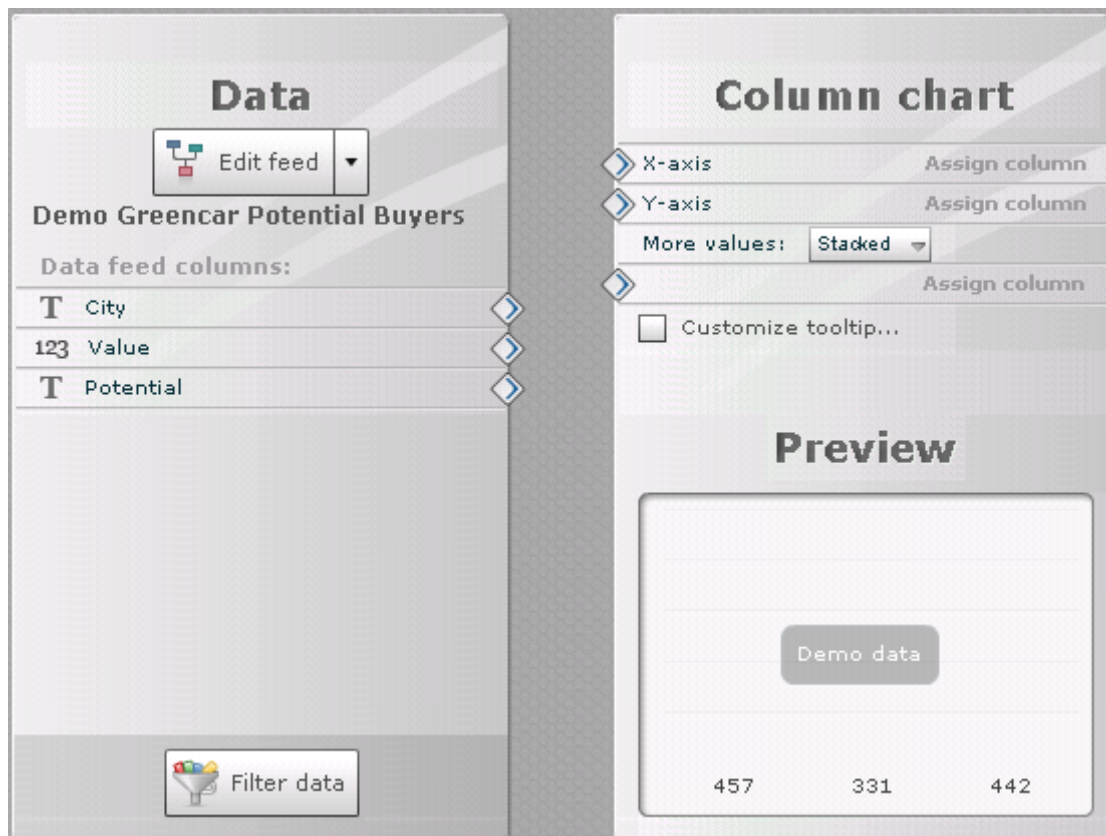 Data
Edit feed
Demo Greencar Potential Buyers
Data feed columns:
T City
123 Value
T Potential
Filter data
Column chart
X-axis Assign column
Y-axis Assign column
More values: Stacked
Assign column
Customize tooltip...
Preview
Demo data
457 331 442